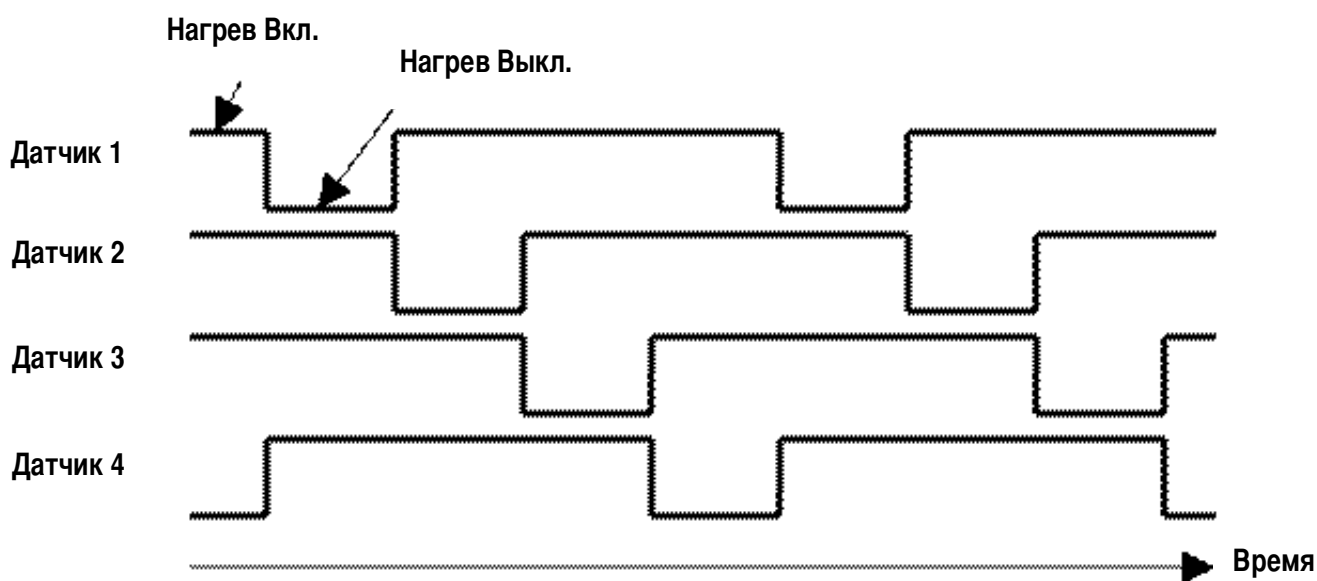 Нагрев Вкл.
Нагрев Выкл.
Датчик 1
Датчик 2
Датчик 3
Датчик 4
Время